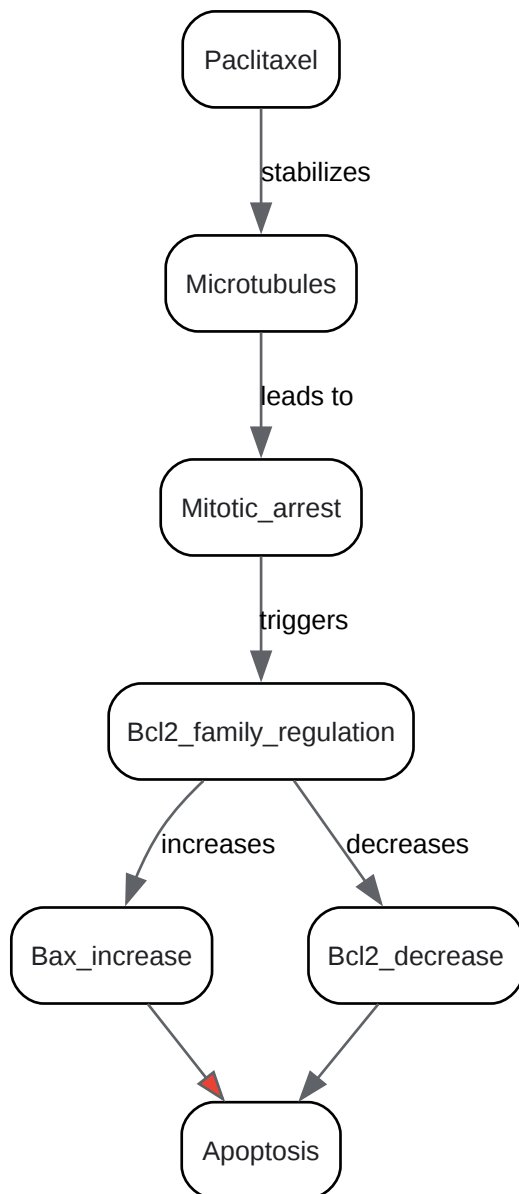 Paclitaxel
stabilizes
Microtubules
leads to
Mitotic_arrest
triggers
Bcl2_family_regulation
increases
decreases
Bax_increase
Bcl2_decrease
Apoptosis